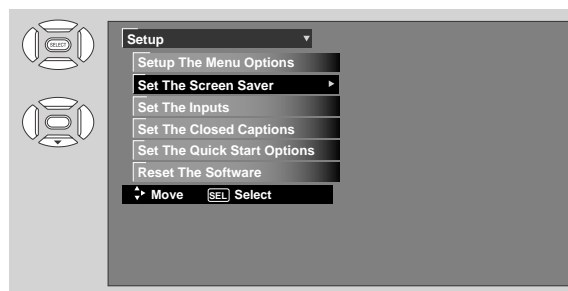 SELECT
Setup
Setup The Menu Options
Set The Screen Saver
Set The Inputs
Set The Closed Captions
Set The Quick Start Options
Reset The Software
Move SEL Select